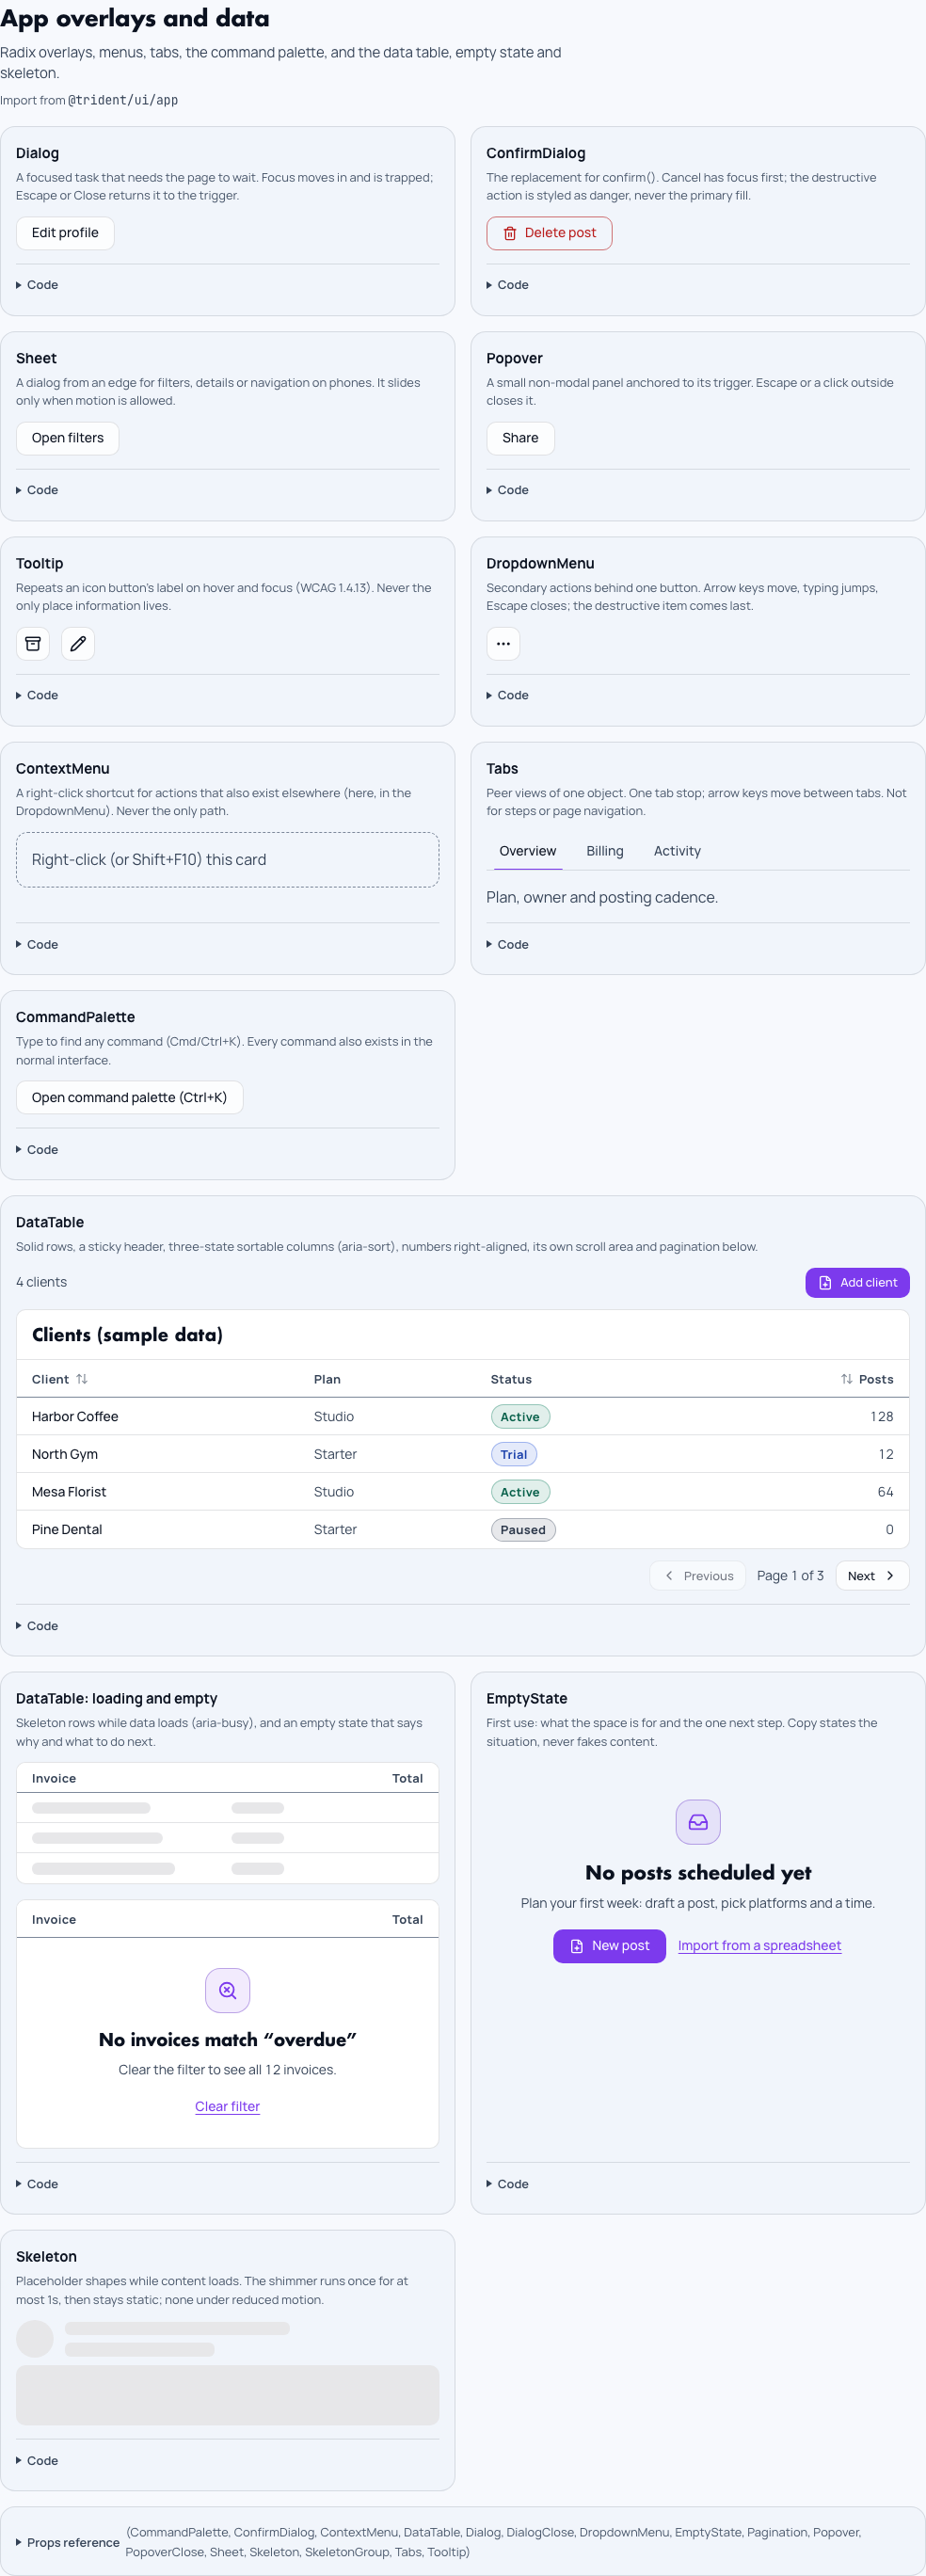 App overlays and data
Radix overlays, menus, tabs, the command palette, and the data table, empty state and
skeleton.
Import from @trident/ui/app
Dialog
A focused task that needs the page to wait. Focus moves in and is trapped;
Escape or Close returns it to the trigger.
Edit profile
Code
ConfirmDialog
The replacement for confirm(). Cancel has focus first; the destructive
action is styled as danger, never the primary fill.
Delete post
Code
Sheet
A dialog from an edge for filters, details or navigation on phones. It slides
only when motion is allowed.
Open filters
Code
Popover
A small non-modal panel anchored to its trigger. Escape or a click outside
closes it.
Share
Code
Tooltip
Repeats an icon button's label on hover and focus (WCAG 1.4.13). Never the
only place information lives.
Code
DropdownMenu
Secondary actions behind one button. Arrow keys move, typing jumps,
Escape closes; the destructive item comes last.
Code
ContextMenu
A right-click shortcut for actions that also exist elsewhere (here, in the
DropdownMenu). Never the only path.
Right-click (or Shift+F10) this card
Code
Tabs
Peer views of one object. One tab stop; arrow keys move between tabs. Not
for steps or page navigation.
Overview Billing Activity
Plan, owner and posting cadence.
Code
CommandPalette
Type to find any command (Cmd/Ctrl+K). Every command also exists in the
normal interface.
Open command palette (Ctrl+K)
Code
DataTable
Solid rows, a sticky header, three-state sortable columns (aria-sort), numbers right-aligned, its own scroll area and pagination below.
4 clients Add client
Clients (sample data)
Client Plan Status Posts
Harbor Coffee Studio Active 128
North Gym Starter Trial 12
Mesa Florist Studio Active 64
Pine Dental Starter Paused 0
Previous Page 1 of 3 Next
Code
DataTable: loading and empty
Skeleton rows while data loads (aria-busy), and an empty state that says
why and what to do next.
Invoice Total
Invoice Total
No invoices match “overdue”
Clear the filter to see all 12 invoices.
Clear filter
Code
EmptyState
First use: what the space is for and the one next step. Copy states the
situation, never fakes content.
No posts scheduled yet
Plan your first week: draft a post, pick platforms and a time.
New post Import from a spreadsheet
Code
Skeleton
Placeholder shapes while content loads. The shimmer runs once for at
most 1s, then stays static; none under reduced motion.
Code
Props reference (CommandPalette, ConfirmDialog, ContextMenu, DataTable, Dialog, DialogClose, DropdownMenu, EmptyState, Pagination, Popover,
PopoverClose, Sheet, Skeleton, SkeletonGroup, Tabs, Tooltip)